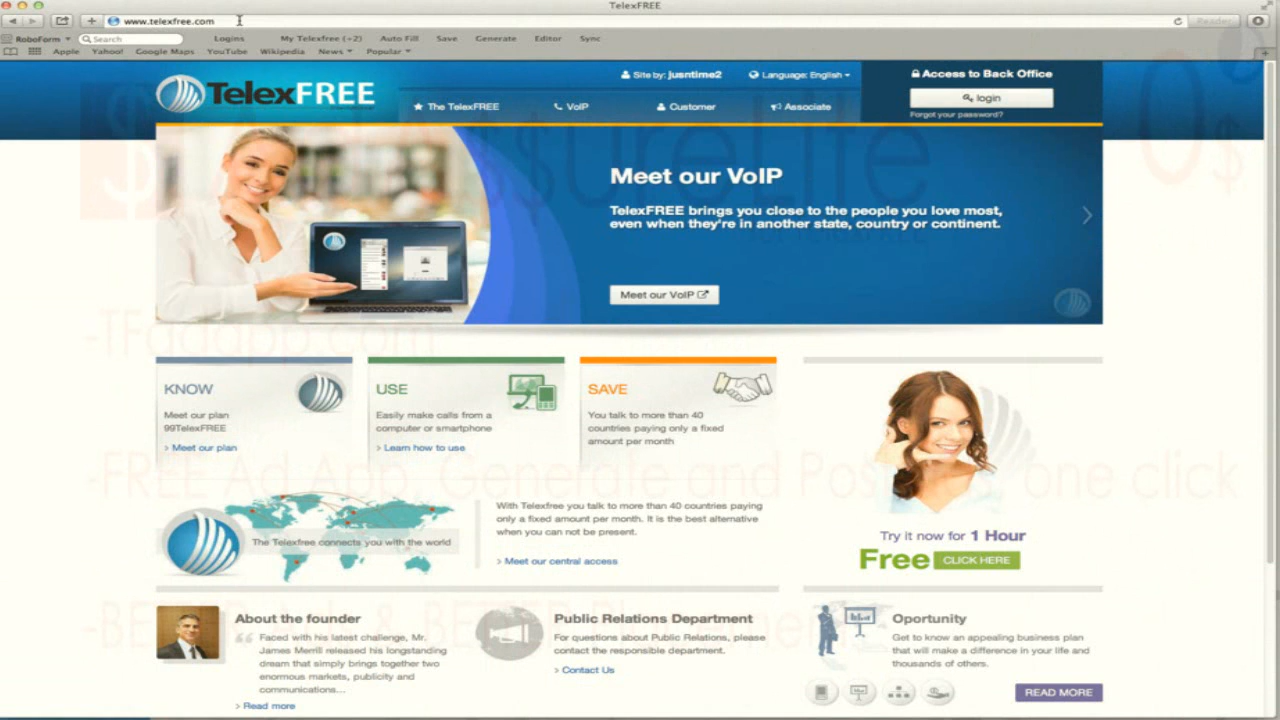 TelexFREE
www.telexfree.com
Reader
RoboForm
Search
Logins
My Telexfree (+2)
Auto Fill
Save
Generate
Editor
Sync
Apple
Yahoo!
Google Maps
YouTube
Wikipedia
News
Popular
TelexFREE
Site by: jusntime2
Language: English
Access to Back Office
login
Forgot your password?
The TelexFREE
VoIP
Customer
Associate
Meet our VoIP
TelexFREE brings you close to the people you love most,
even when they're in another state, country or continent.
Meet our VoIP
-TFadapp.com
KNOW
Meet our plan
99TelexFREE
> Meet our plan
USE
Easily make calls from a
computer or smartphone
> Learn how to use
SAVE
You talk to more than 40
countries paying only a fixed
amount per month
-FREE Ad App, Generate and Post one click
The Telexfree connects you with the world
With Telexfree you talk to more than 40 countries paying
only a fixed amount per month. It is the best alternative
when you can not be present.
> Meet our central access
Try it now for 1 Hour
Free CLICK HERE
About the founder
Faced with his latest challenge, Mr.
James Merrill released his longstanding
dream that simply brings together two
enormous markets, publicity and
communications...
> Read more
Public Relations Department
For questions about Public Relations, please
contact the responsible department.
> Contact Us
Oportunity
Get to know an appealing business plan
that will make a difference in your life and
thousands of others.
READ MORE